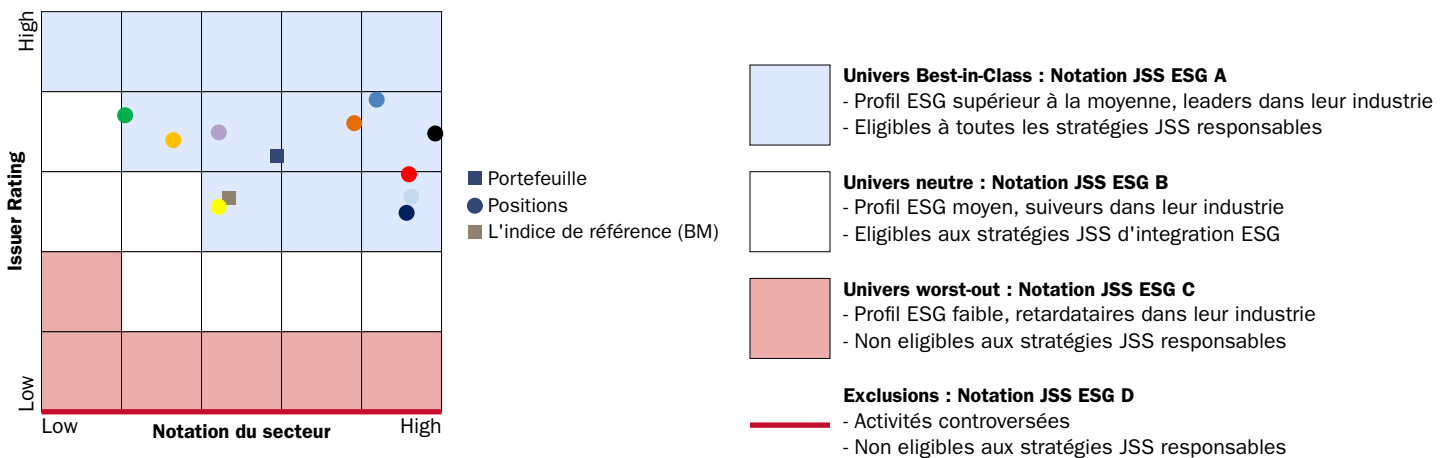 High
Issuer Rating
Low
Low
Notation du secteur
High
Portefeuille
Positions
L'indice de référence (BM)
Univers Best-in-Class : Notation JSS ESG A
- Profil ESG supérieur à la moyenne, leaders dans leur industrie
- Eligibles à toutes les stratégies JSS responsables
Univers neutre : Notation JSS ESG B
- Profil ESG moyen, suiveurs dans leur industrie
- Eligibles aux stratégies JSS d'integration ESG
Univers worst-out : Notation JSS ESG C
- Profil ESG faible, retardataires dans leur industrie
- Non eligibles aux stratégies JSS responsables
Exclusions : Notation JSS ESG D
- Activités controversées
- Non eligibles aux stratégies JSS responsables